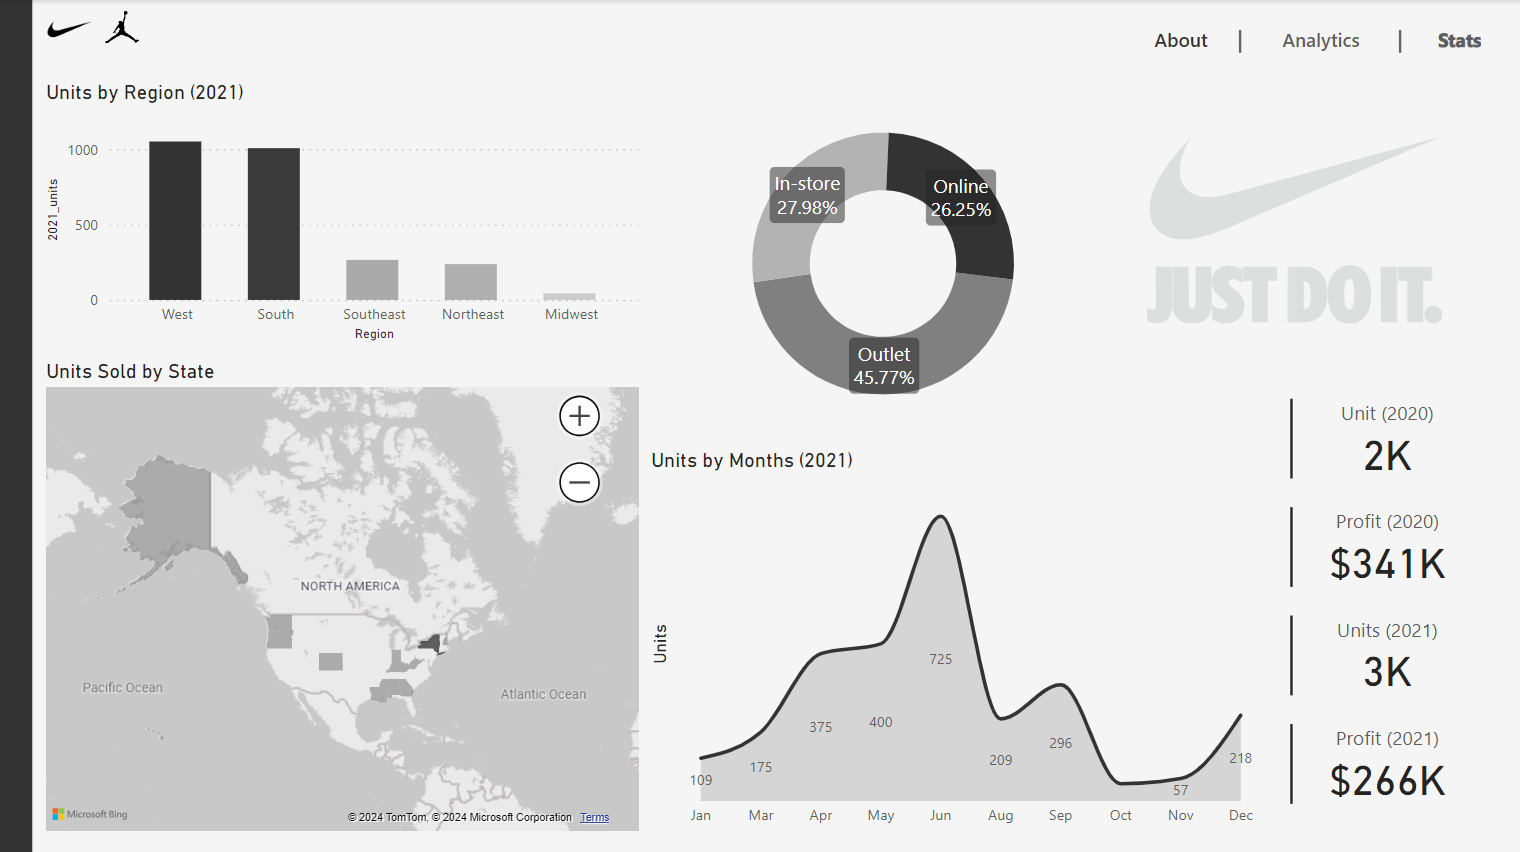 About | Analytics | Stats
Units by Region (2021)
2021_units
1000
500
0
West South Southeast Northeast Midwest
Region
In-store
27.98%
Online
26.25%
Outlet
45.77%
JUST DO IT.
Units Sold by State
NORTH AMERICA
Pacific Ocean
Atlantic Ocean
Microsoft Bing
© 2024 TomTom, © 2024 Microsoft Corporation Terms
Units by Months (2021)
Units
109
175
375
400
725
209
296
57
218
Jan Mar Apr May Jun Aug Sep Oct Nov Dec
Unit (2020)
2K
Profit (2020)
$341K
Units (2021)
3K
Profit (2021)
$266K